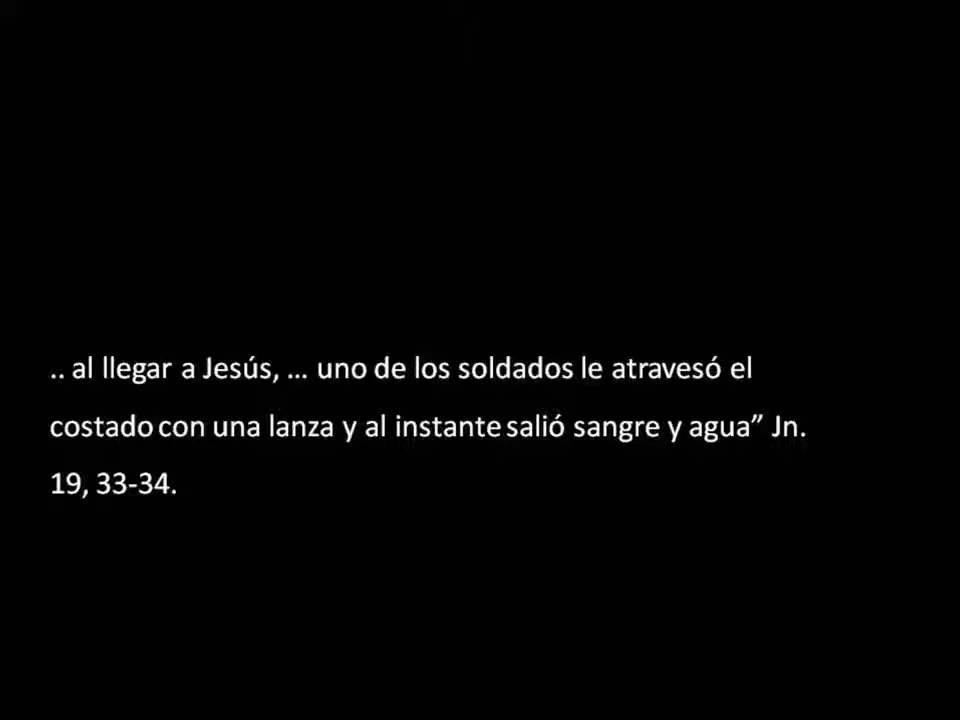 .. al llegar a Jesús, ... uno de los soldados le atravesó el
costado con una lanza y al instante salió sangre y agua” Jn.
19, 33-34.